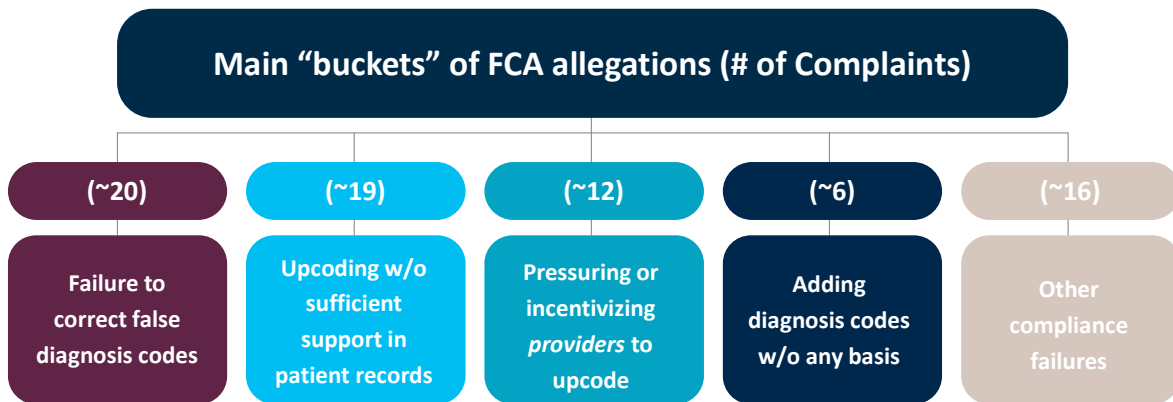 Main “buckets” of FCA allegations (# of Complaints)
(~20)
(~19)
(~12)
(~6)
(~16)
Failure to
correct false
diagnosis codes
Upcoding w/o
sufficient
support in
patient records
Pressuring or
incentivizing
providers to
upcode
Adding
diagnosis codes
w/o any basis
Other
compliance
failures